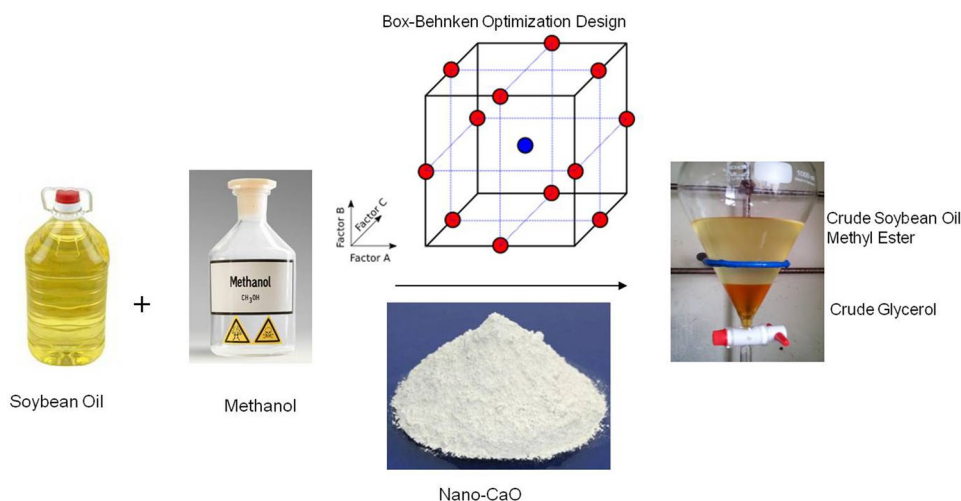 Box-Behnken Optimization Design
Factor B
Factor C
Factor A
Methanol
CH₃OH
+
Crude Soybean Oil
Methyl Ester
Crude Glycerol
Soybean Oil
Methanol
Nano-CaO